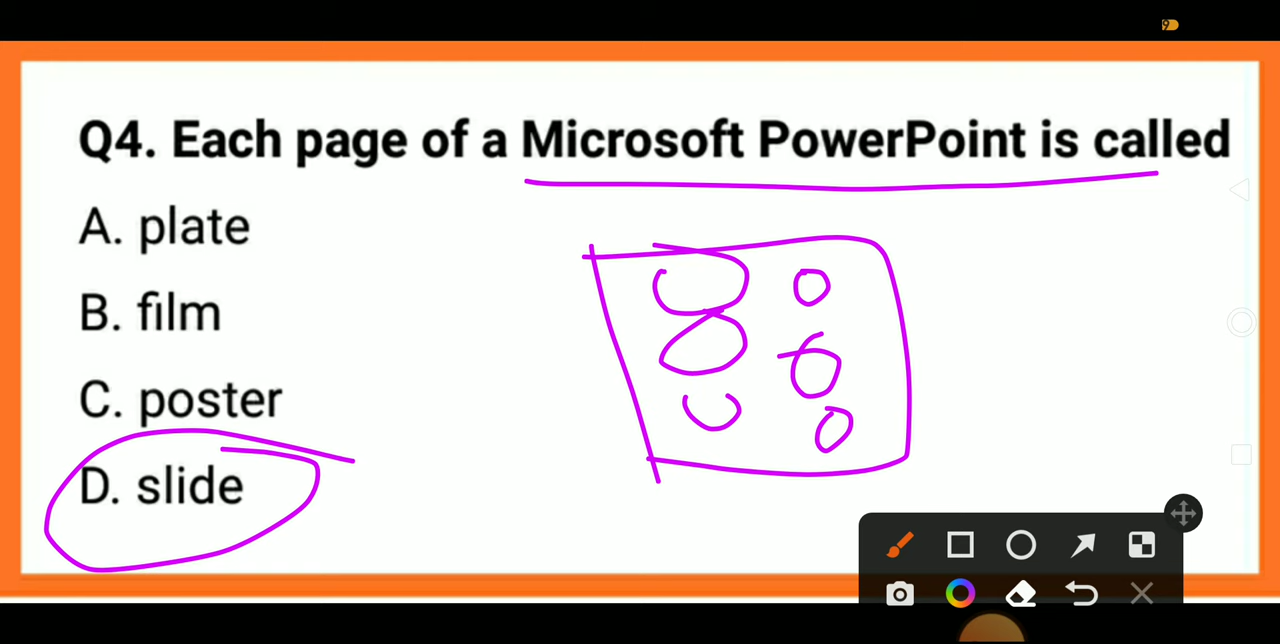 Q4. Each page of a Microsoft PowerPoint is called
A. plate
B. film
C. poster
D. slide